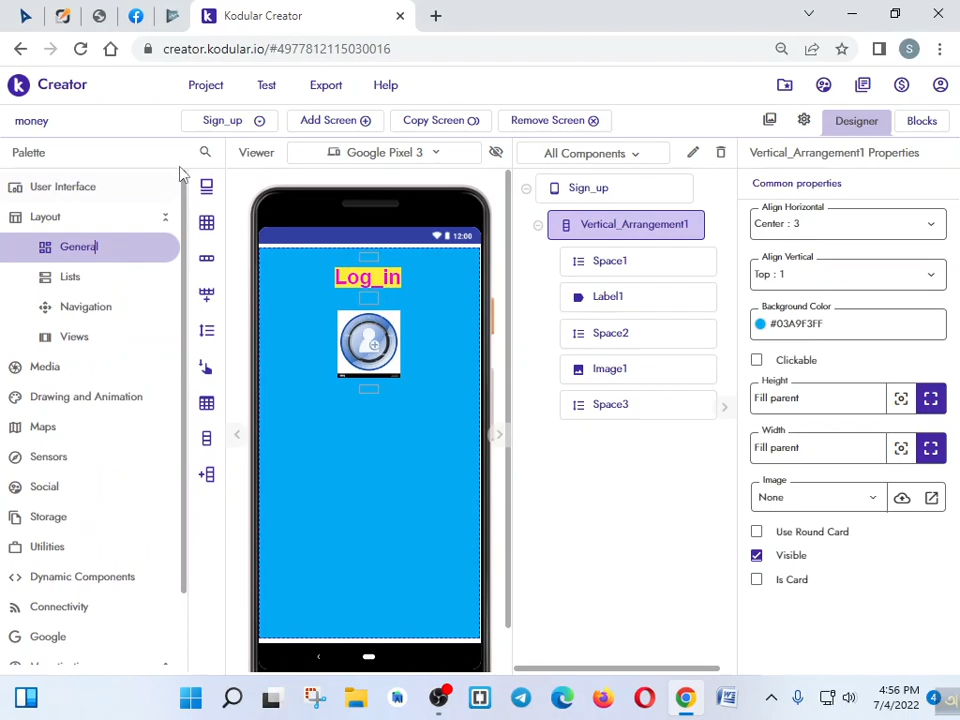 Kodular Creator
creator.kodular.io/#4977812115030016
S
Creator
Project
Test
Export
Help
money
Sign_up
Add Screen
Copy Screen
Remove Screen
Designer
Blocks
Palette
Viewer
Google Pixel 3
All Components
Vertical_Arrangement1 Properties
User Interface
Layout
General
Lists
Navigation
Views
Media
Drawing and Animation
Maps
Sensors
Social
Storage
Utilities
Dynamic Components
Connectivity
Google
12:00
Log_in
Sign_up
Vertical_Arrangement1
Space1
Label1
Space2
Image1
Space3
Common properties
Align Horizontal
Center : 3
Align Vertical
Top : 1
Background Color
#03A9F3FF
Clickable
Height
Fill parent
Width
Fill parent
Image
None
Use Round Card
Visible
Is Card
4:56 PM
7/4/2022
4